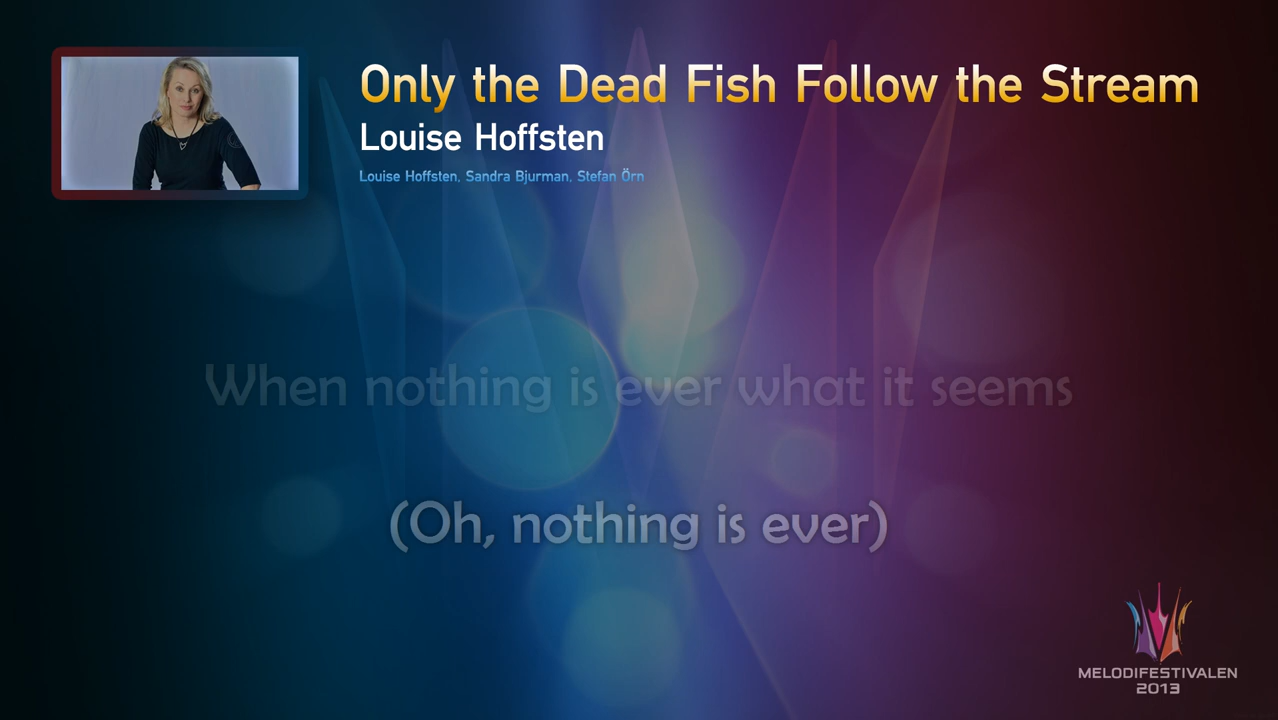 Only the Dead Fish Follow the Stream
Louise Hoffsten
Louise Hoffsten, Sandra Bjurman, Stefan Örn
When nothing is ever what it seems
(Oh, nothing is ever)
MELODIFESTIVALEN
2013